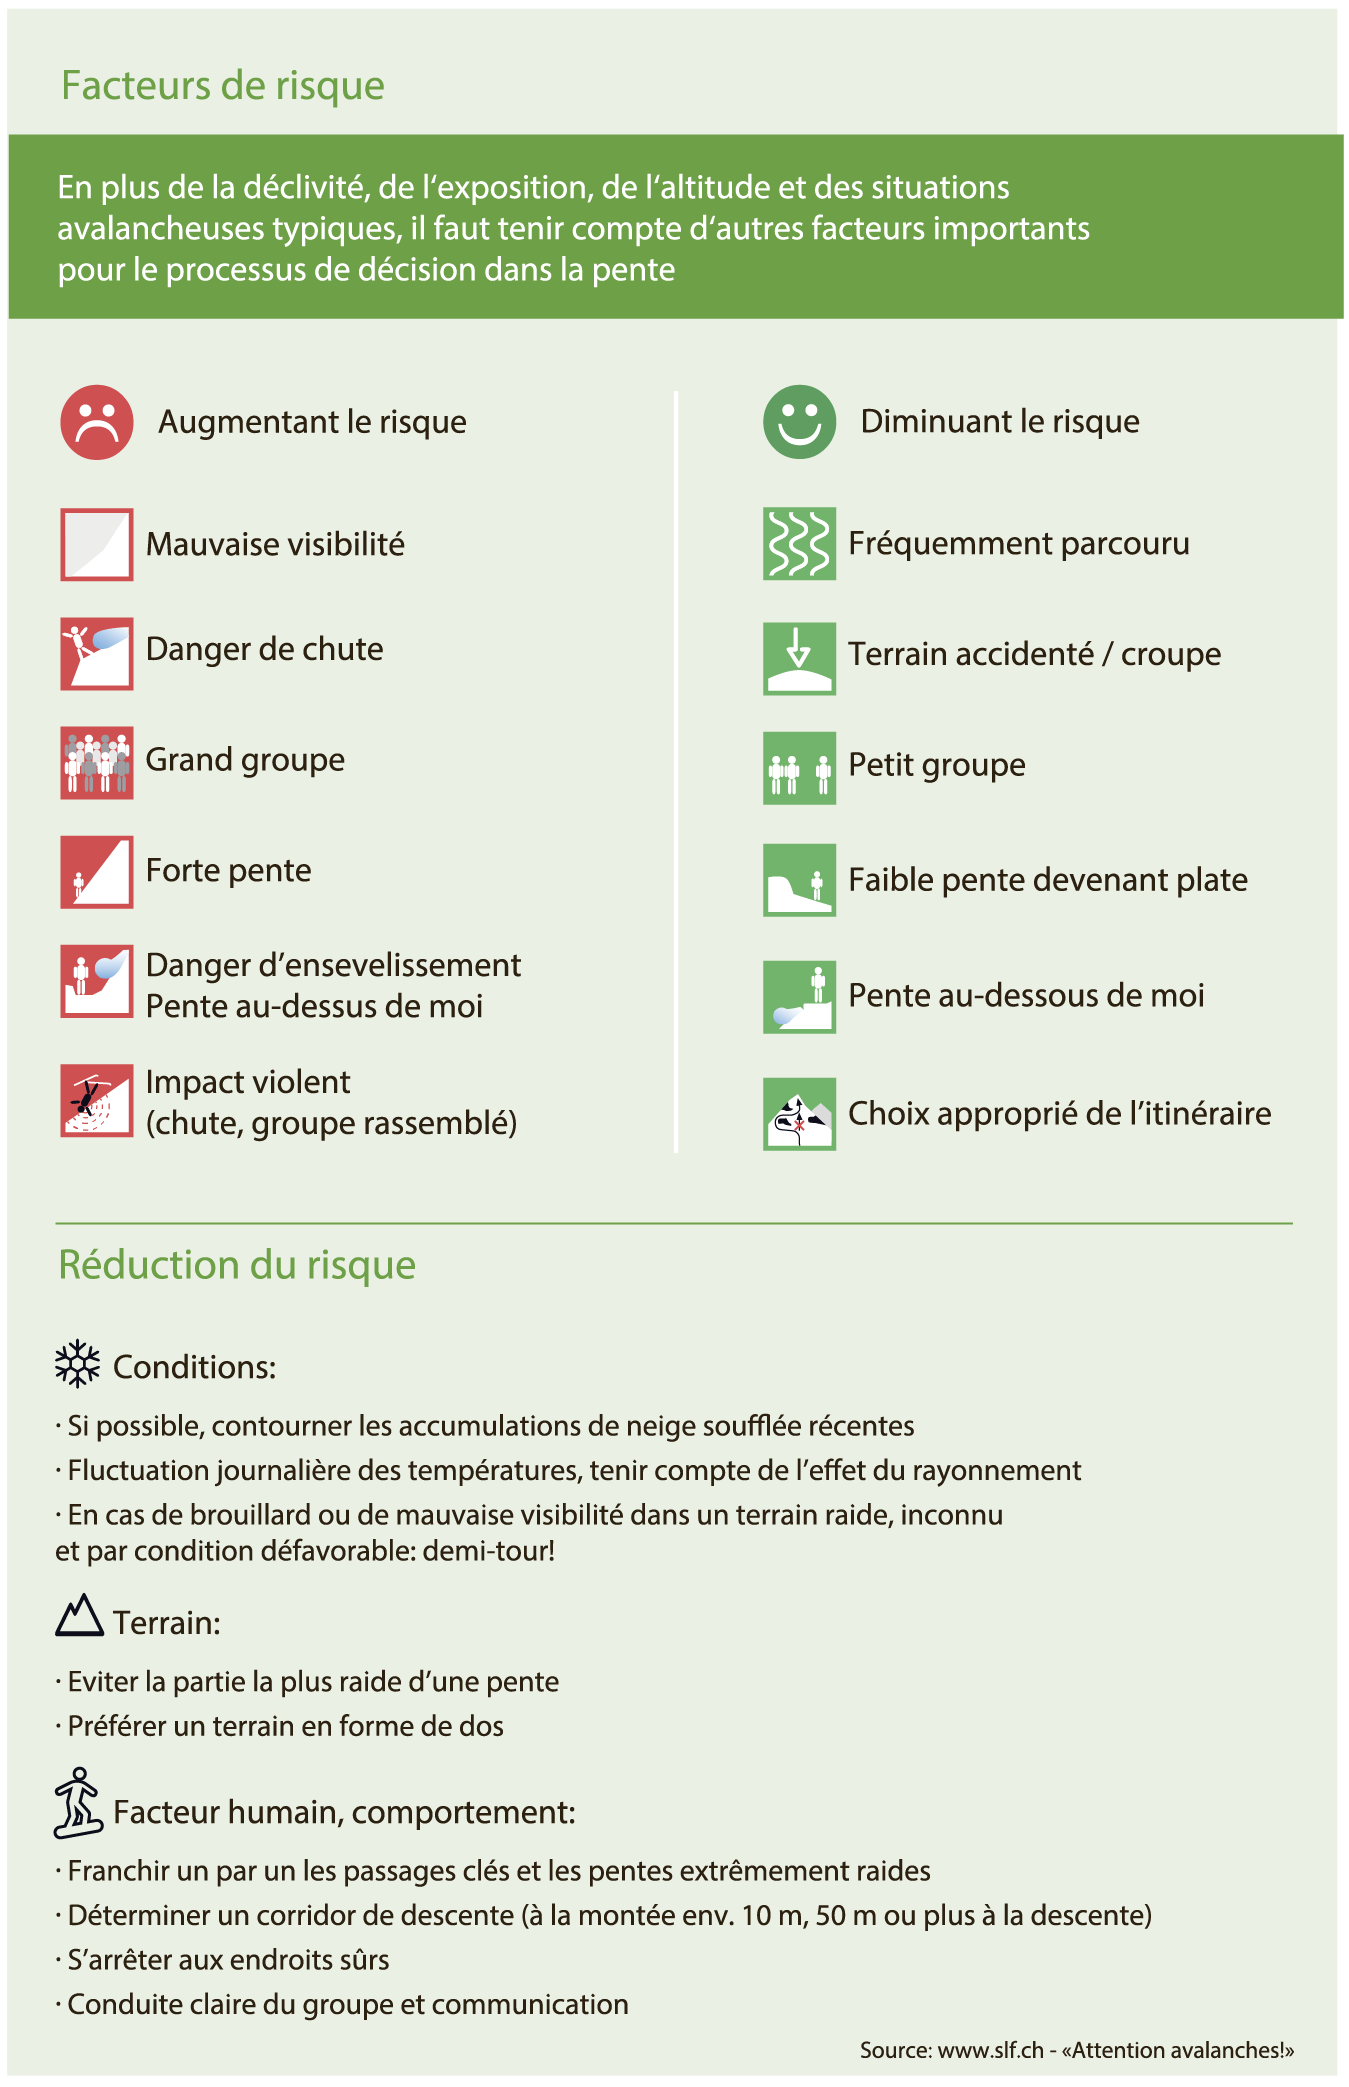 Facteurs de risque
En plus de la déclivité, de l‘exposition, de l‘altitude et des situations
avalancheuses typiques, il faut tenir compte d‘autres facteurs importants
pour le processus de décision dans la pente
Augmentant le risque
Mauvaise visibilité
Danger de chute
Grand groupe
Forte pente
Danger d’ensevelissement
Pente au-dessus de moi
Impact violent
(chute, groupe rassemblé)
Diminuant le risque
Fréquemment parcouru
Terrain accidenté / croupe
Petit groupe
Faible pente devenant plate
Pente au-dessous de moi
Choix approprié de l’itinéraire
Réduction du risque
Conditions:
· Si possible, contourner les accumulations de neige soufflée récentes
· Fluctuation journalière des températures, tenir compte de l’effet du rayonnement
· En cas de brouillard ou de mauvaise visibilité dans un terrain raide, inconnu
et par condition défavorable: demi-tour!
Terrain:
· Eviter la partie la plus raide d’une pente
· Préférer un terrain en forme de dos
Facteur humain, comportement:
· Franchir un par un les passages clés et les pentes extrêmement raides
· Déterminer un corridor de descente (à la montée env. 10 m, 50 m ou plus à la descente)
· S’arrêter aux endroits sûrs
· Conduite claire du groupe et communication
Source: www.slf.ch - «Attention avalanches!»